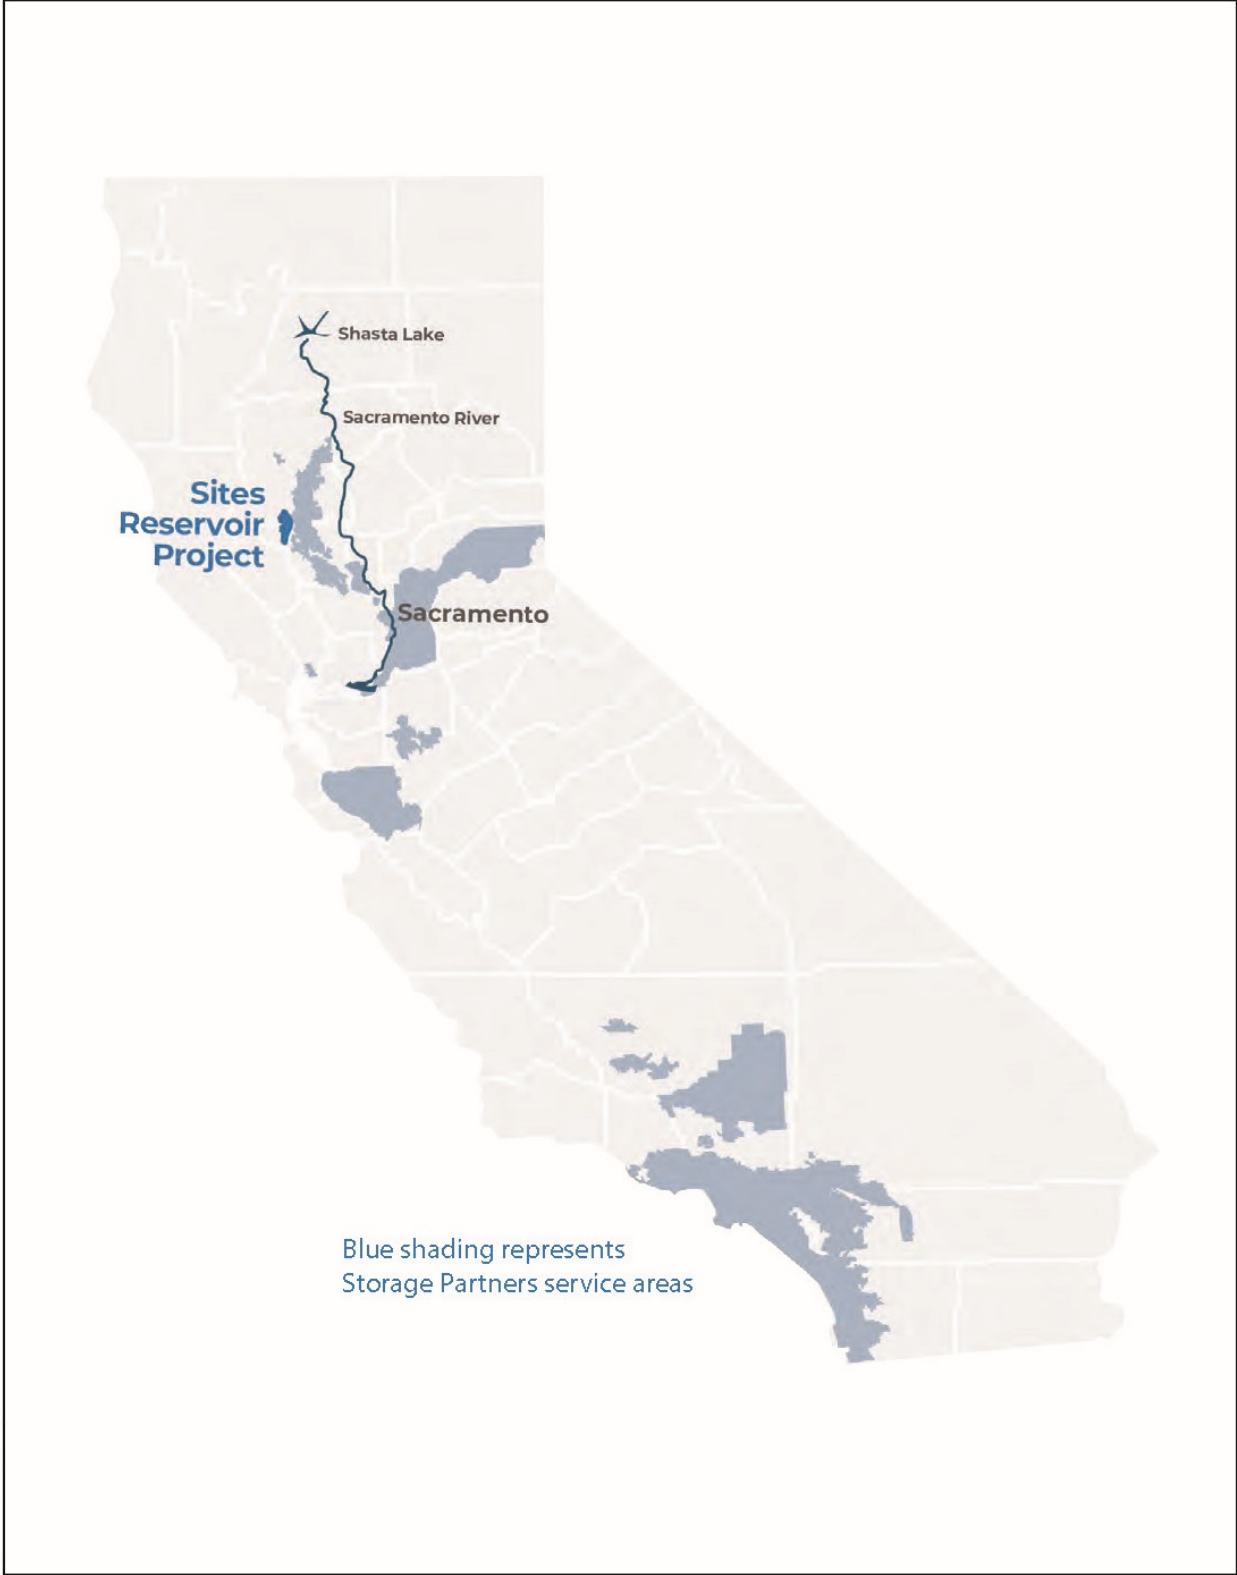 Shasta Lake
Sacramento River
Sites
Reservoir
Project
Sacramento
Blue shading represents
Storage Partners service areas